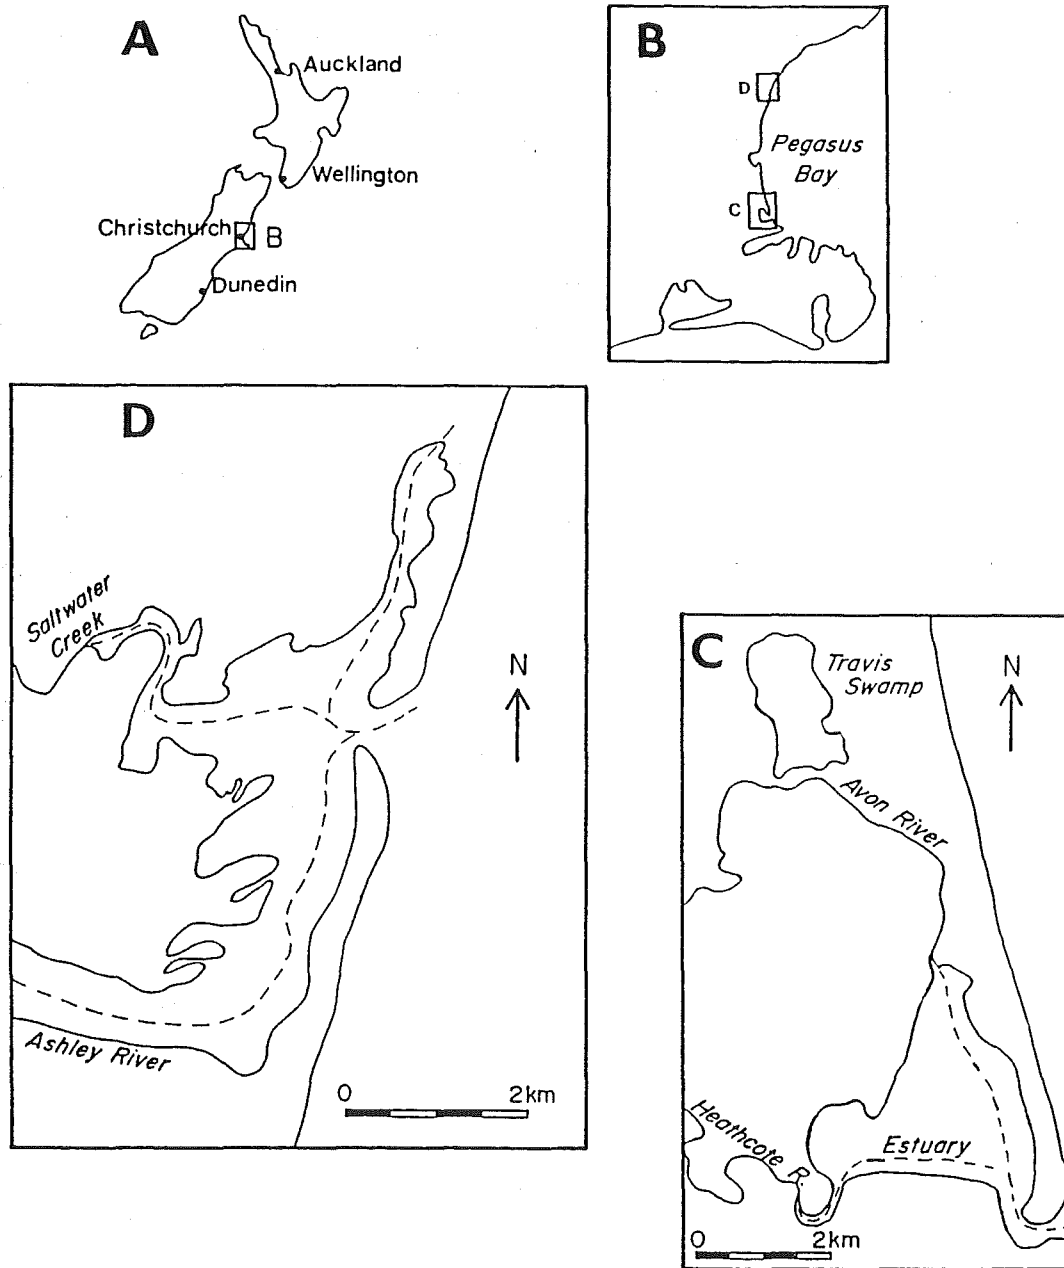 A
Auckland
Wellington
Christchurch
B
Dunedin
B
D
Pegasus
Bay
C
D
Saltwater
Creek
N
Ashley River
0 2km
C
Travis
Swamp
N
Avon River
Heathcote R.
Estuary
0 2km